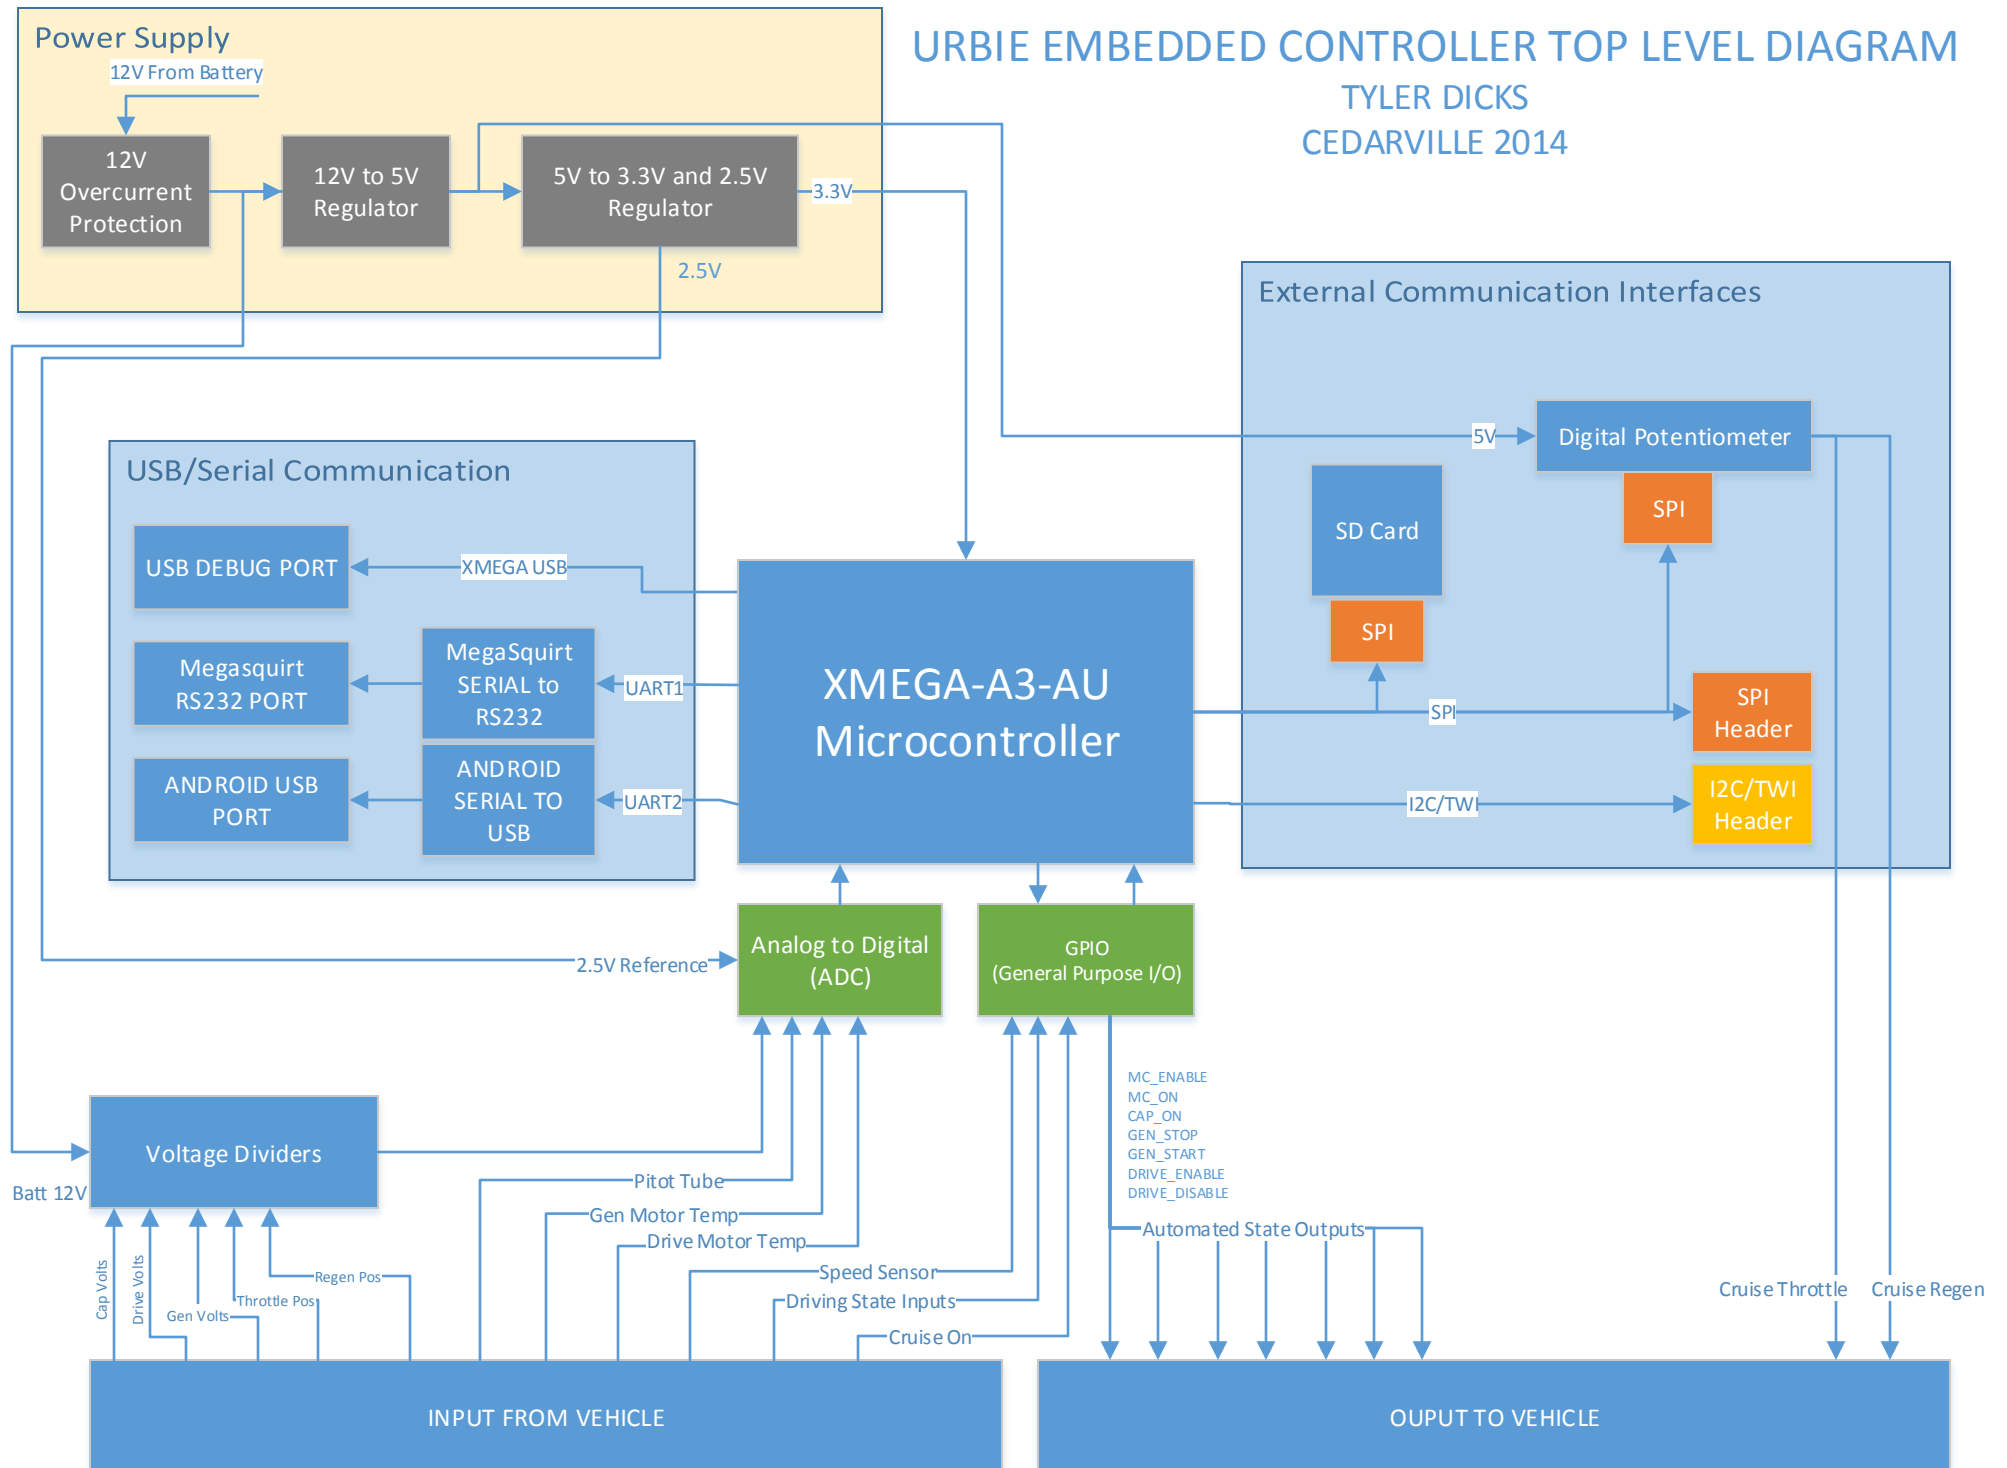 Power Supply
12V From Battery
12V
Overcurrent
Protection
12V to 5V
Regulator
5V to 3.3V and 2.5V
Regulator
3.3V
2.5V
URBIE EMBEDDED CONTROLLER TOP LEVEL DIAGRAM
TYLER DICKS
CEDARVILLE 2014
External Communication Interfaces
5V
Digital Potentiometer
SPI
SD Card
SPI
SPI
SPI
Header
I2C/TWI
I2C/TWI
Header
USB/Serial Communication
USB DEBUG PORT
XMEGA USB
Megasquirt
RS232 PORT
MegaSquirt
SERIAL to
RS232
UART1
ANDROID USB
PORT
ANDROID
SERIAL TO
USB
UART2
XMEGA-A3-AU
Microcontroller
2.5V Reference
Analog to Digital
(ADC)
GPIO
(General Purpose I/O)
MC_ENABLE
MC_ON
CAP_ON
GEN_STOP
GEN_START
DRIVE_ENABLE
DRIVE_DISABLE
Automated State Outputs
Voltage Dividers
Batt 12V
Cap Volts
Drive Volts
Gen Volts
Throttle Pos
Regen Pos
Pitot Tube
Gen Motor Temp
Drive Motor Temp
Speed Sensor
Driving State Inputs
Cruise On
Cruise Throttle
Cruise Regen
INPUT FROM VEHICLE
OUPUT TO VEHICLE